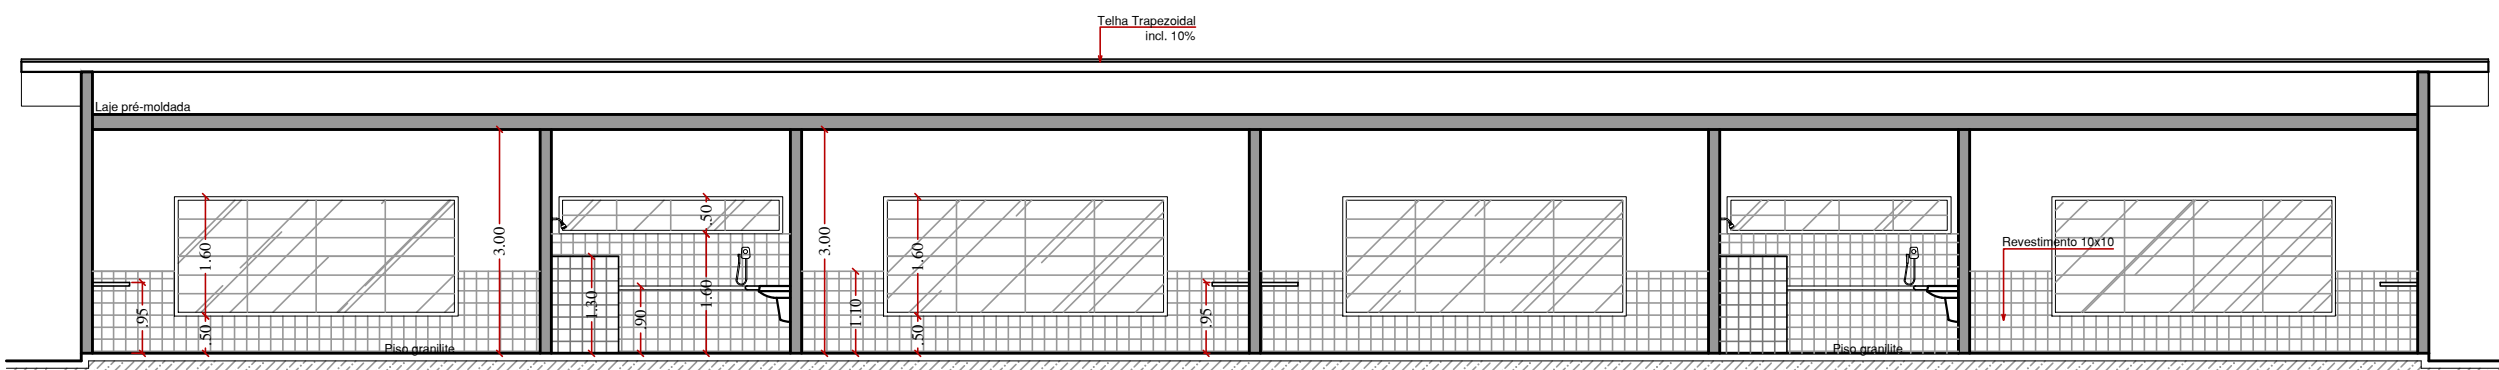 Telha Trapezoidal
incl. 10%
Laje pré-moldada
.95
1.60
.50
3.00
1.30
.90
.50
1.60
3.00
1.10
1.60
.50
.95
Revestimento 10x10
Piso granilite
Piso granilite